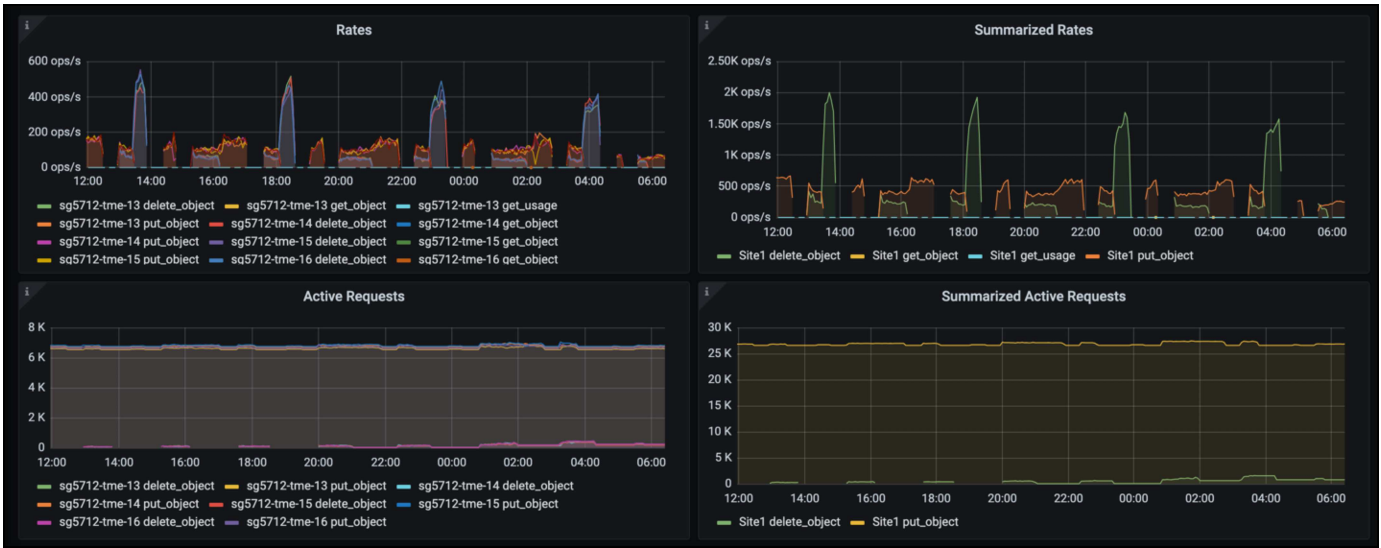 Rates
600 ops/s
400 ops/s
200 ops/s
0 ops/s
12:00 14:00 16:00 18:00 20:00 22:00 00:00 02:00 04:00 06:00
sg5712-tme-13 delete_object sg5712-tme-13 get_object sg5712-tme-13 get_usage
sg5712-tme-13 put_object sg5712-tme-14 delete_object sg5712-tme-14 get_object
sg5712-tme-14 put_object sg5712-tme-15 delete_object sg5712-tme-15 get_object
sg5712-tme-15 put_object sg5712-tme-16 delete_object sg5712-tme-16 get_object
Summarized Rates
2.50K ops/s
2K ops/s
1.50K ops/s
1K ops/s
500 ops/s
0 ops/s
12:00 14:00 16:00 18:00 20:00 22:00 00:00 02:00 04:00 06:00
Site1 delete_object Site1 get_object Site1 get_usage Site1 put_object
Active Requests
8 K
6 K
4 K
2 K
0
12:00 14:00 16:00 18:00 20:00 22:00 00:00 02:00 04:00 06:00
sg5712-tme-13 delete_object sg5712-tme-13 put_object sg5712-tme-14 delete_object
sg5712-tme-14 put_object sg5712-tme-15 delete_object sg5712-tme-15 put_object
sg5712-tme-16 delete_object sg5712-tme-16 put_object
Summarized Active Requests
30 K
25 K
20 K
15 K
10 K
5 K
0
12:00 14:00 16:00 18:00 20:00 22:00 00:00 02:00 04:00 06:00
Site1 delete_object Site1 put_object